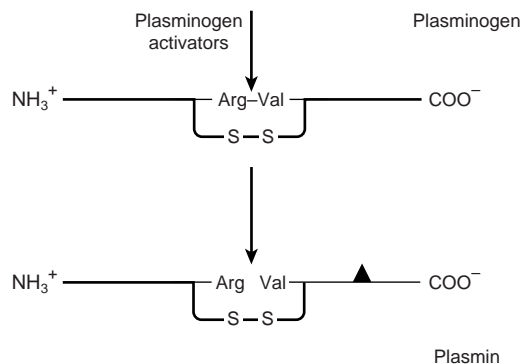 Plasminogen activators
Plasminogen
NH₃⁺ Arg–Val COO⁻
S S
NH₃⁺ Arg Val COO⁻
S S
Plasmin